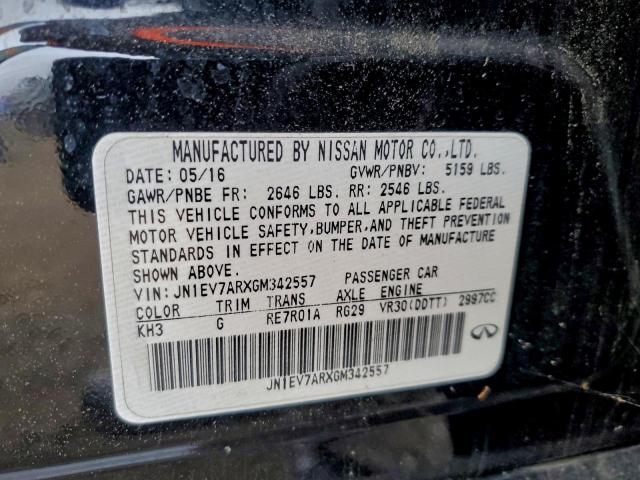 MANUFACTURED BY NISSAN MOTOR CO.,LTD.
DATE: 05/16 GVWR/PNBV: 5159 LBS.
GAWR/PNBE FR: 2646 LBS. RR: 2546 LBS.
THIS VEHICLE CONFORMS TO ALL APPLICABLE FEDERAL
MOTOR VEHICLE SAFETY, BUMPER, AND THEFT PREVENTION
STANDARDS IN EFFECT ON THE DATE OF MANUFACTURE
SHOWN ABOVE.
VIN: JN1EV7ARXGM342557 PASSENGER CAR
COLOR TRIM TRANS AXLE ENGINE
KH3 G RE7R01A RG29 VR30(DDTT) 2997CC
JN1EV7ARXGM342557